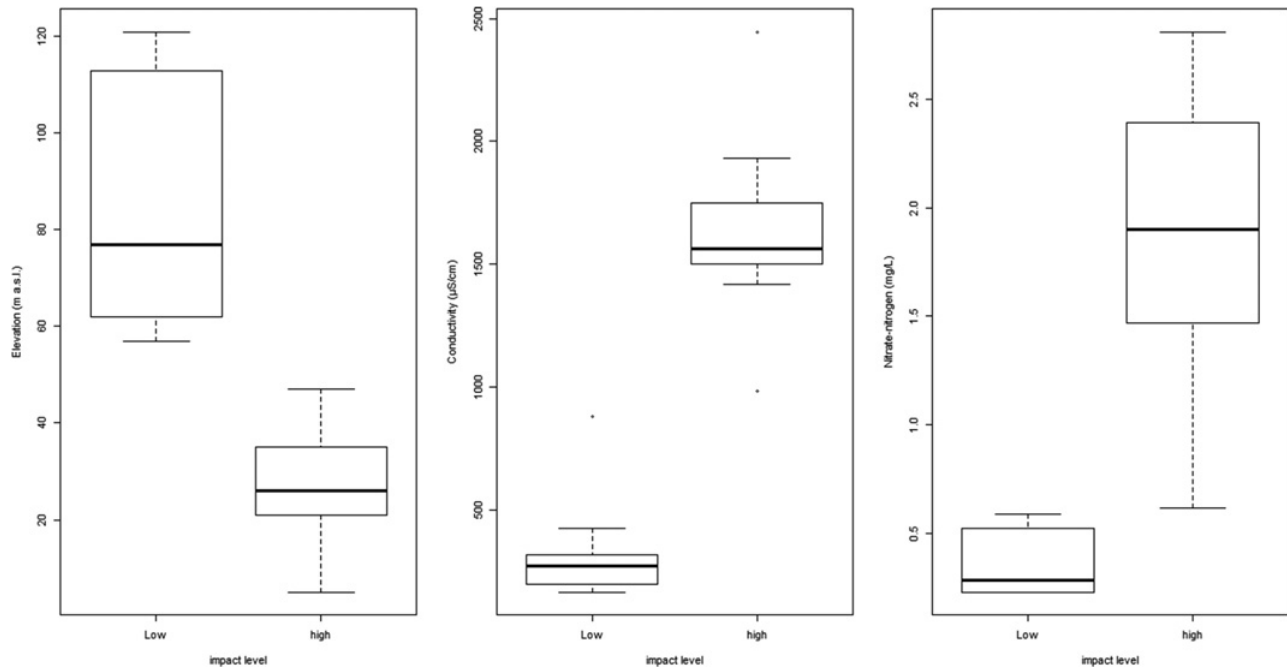 Elevation (m a.s.l.)
120
100
80
60
40
20
Low
high
impact level
Conductivity (µS/cm)
2500
2000
1500
1000
500
Low
high
impact level
Nitrate-nitrogen (mg/L)
2.5
2.0
1.5
1.0
0.5
Low
high
impact level